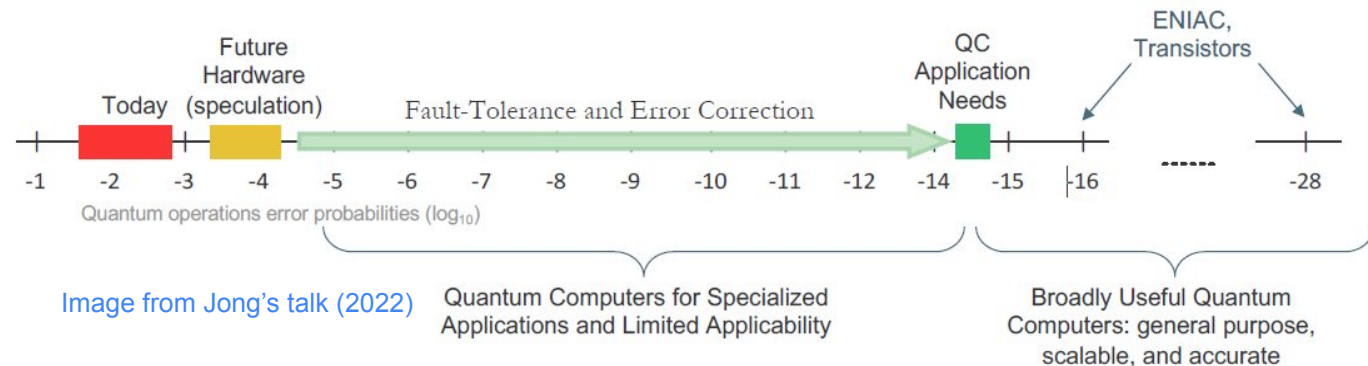 ENIAC,
Transistors
Future
Hardware
(speculation)
Today
Fault-Tolerance and Error Correction
QC
Application
Needs
-1 -2 -3 -4 -5 -6 -7 -8 -9 -10 -11 -12 -14 -15 -16 -28
Quantum operations error probabilities (log₁₀)
Image from Jong's talk (2022)
Quantum Computers for Specialized
Applications and Limited Applicability
Broadly Useful Quantum
Computers: general purpose,
scalable, and accurate